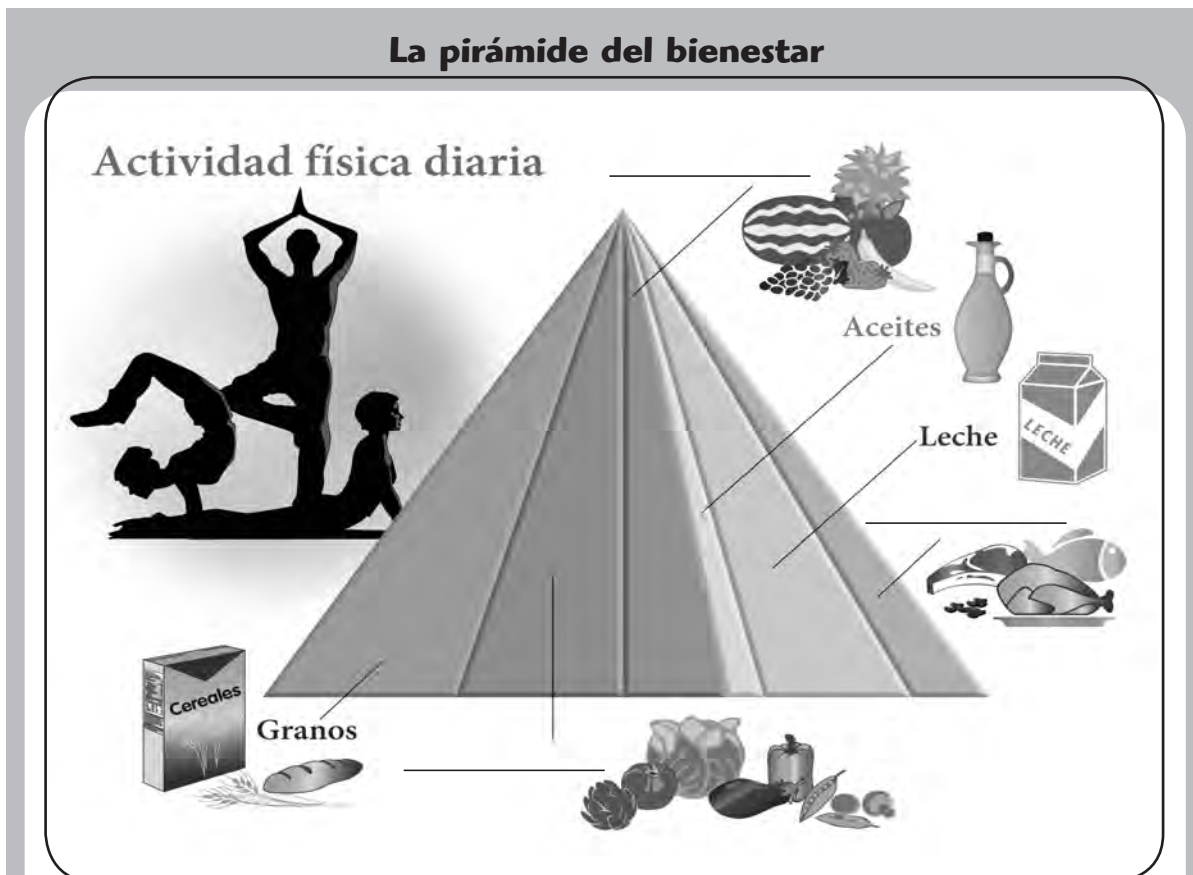 La pirámide del bienestar
Actividad física diaria
Aceites
Leche
LECHE
Cereales
Granos